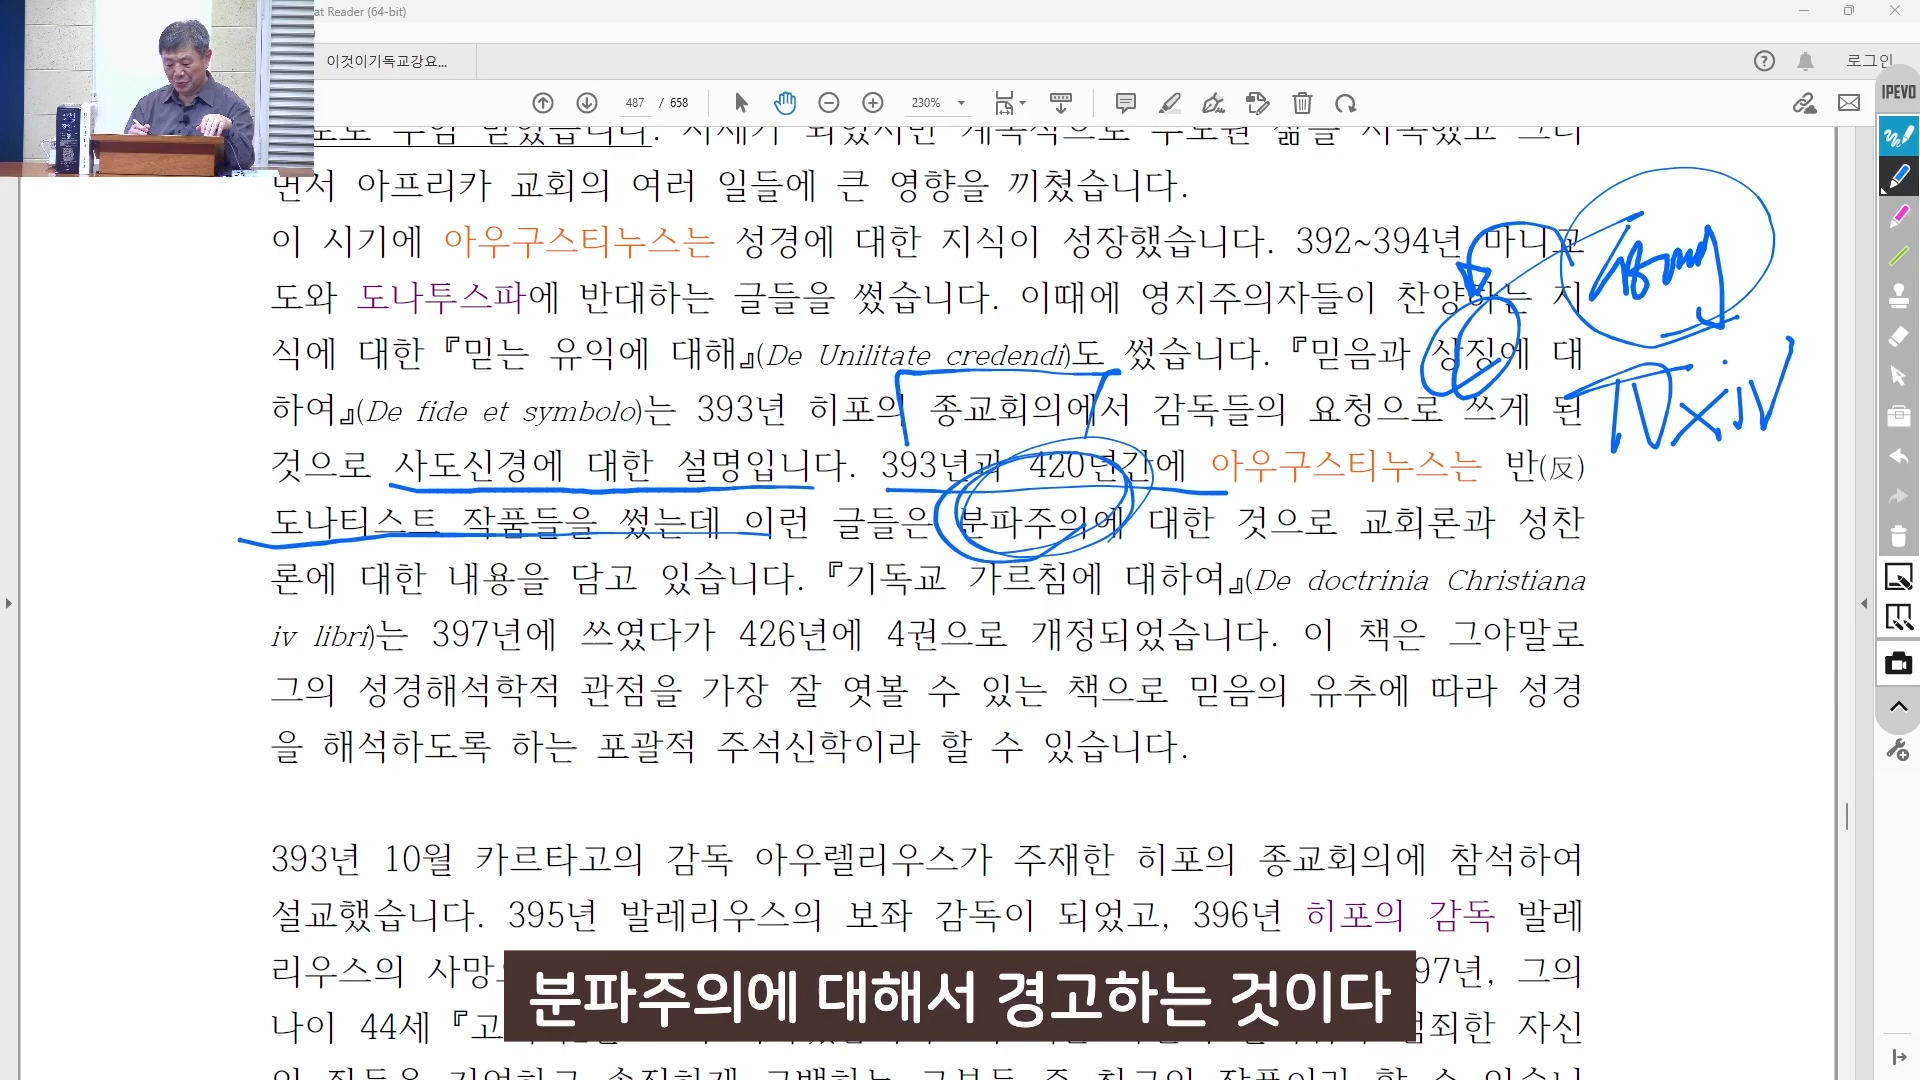 at Reader (64-bit)
이것이기독교강요...
로그인
487 / 658
230%
IPEVO
면서 아프리카 교회의 여러 일들에 큰 영향을 끼쳤습니다.
이 시기에 아우구스티누스는 성경에 대한 지식이 성장했습니다. 392~394년 마니교
도와 도나투스파에 반대하는 글들을 썼습니다. 이때에 영지주의자들이 찬양하는 지
식에 대한『믿는 유익에 대해』(De Unilitate credendi)도 썼습니다.『믿음과 상징에 대
하여』(De fide et symbolo)는 393년 히포의 종교회의에서 감독들의 요청으로 쓰게 된
것으로 사도신경에 대한 설명입니다. 393년과 420년간에 아우구스티누스는 반(反)
도나티스트 작품들을 썼는데 이런 글들은 분파주의에 대한 것으로 교회론과 성찬
론에 대한 내용을 담고 있습니다.『기독교 가르침에 대하여』(De doctrinia Christiana
iv libri)는 397년에 쓰였다가 426년에 4권으로 개정되었습니다. 이 책은 그야말로
그의 성경해석학적 관점을 가장 잘 엿볼 수 있는 책으로 믿음의 유추에 따라 성경
을 해석하도록 하는 포괄적 주석신학이라 할 수 있습니다.
IVxiV
393년 10월 카르타고의 감독 아우렐리우스가 주재한 히포의 종교회의에 참석하여
설교했습니다. 395년 발레리우스의 보좌 감독이 되었고, 396년 히포의 감독 발레
리우스의 사망 97년, 그의
나이 44세『고 범죄한 자신
분파주의에 대해서 경고하는 것이다